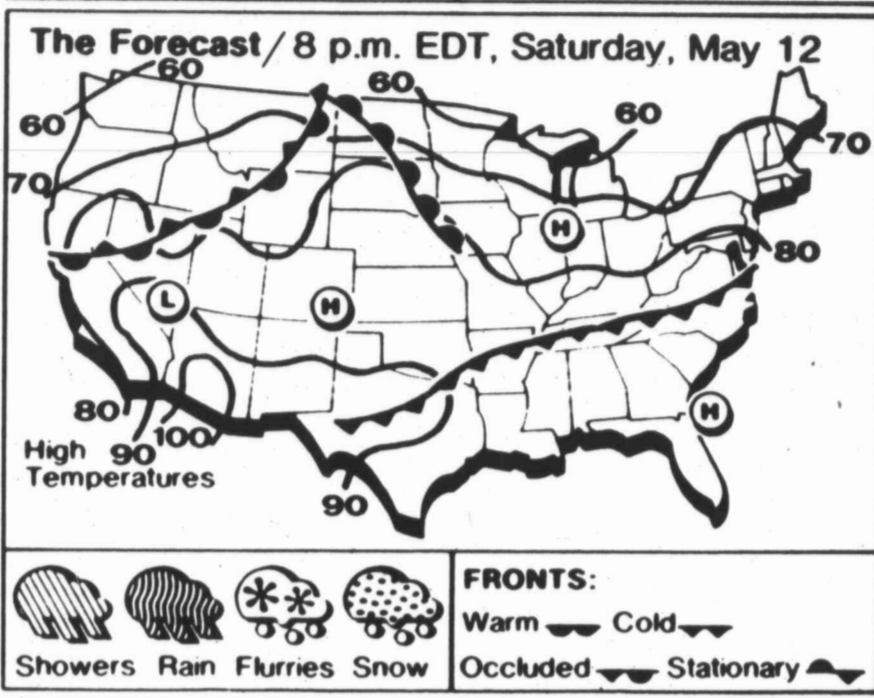 The Forecast / 8 p.m. EDT, Saturday, May 12
60
60
60
60
70
70
80
H
L
H
H
80
90
100
90
High
Temperatures
Showers Rain Flurries Snow
FRONTS:
Warm Cold
Occluded Stationary